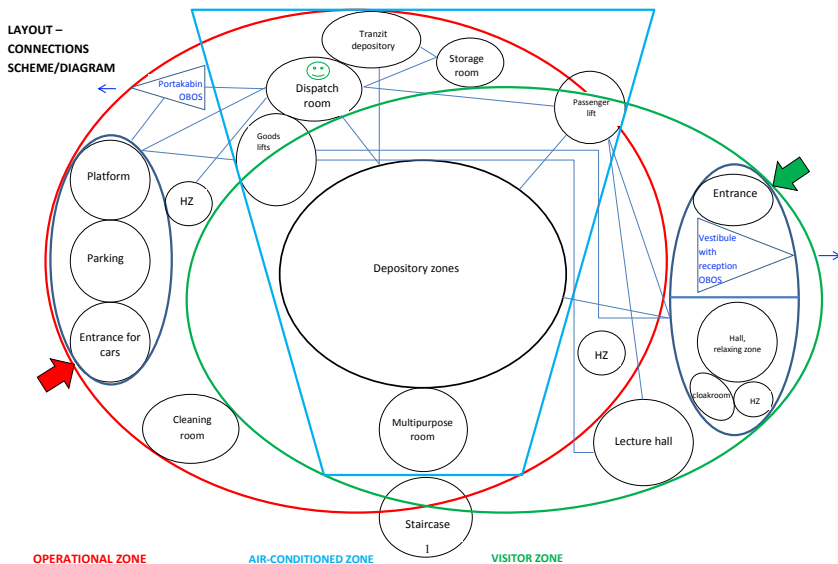 LAYOUT –
CONNECTIONS
SCHEME/DIAGRAM
Tranzit
depository
Storage
room
Portakabin
OBOS
Dispatch
room
Passenger
lift
Goods
lifts
Platform
HZ
Entrance
Parking
Depository zones
Vestibule
with
reception
OBOS
Entrance for
cars
Hall,
relaxing zone
HZ
cloakroom
HZ
Cleaning
room
Multipurpose
room
Lecture hall
Staircase
1
OPERATIONAL ZONE
AIR-CONDITIONED ZONE
VISITOR ZONE